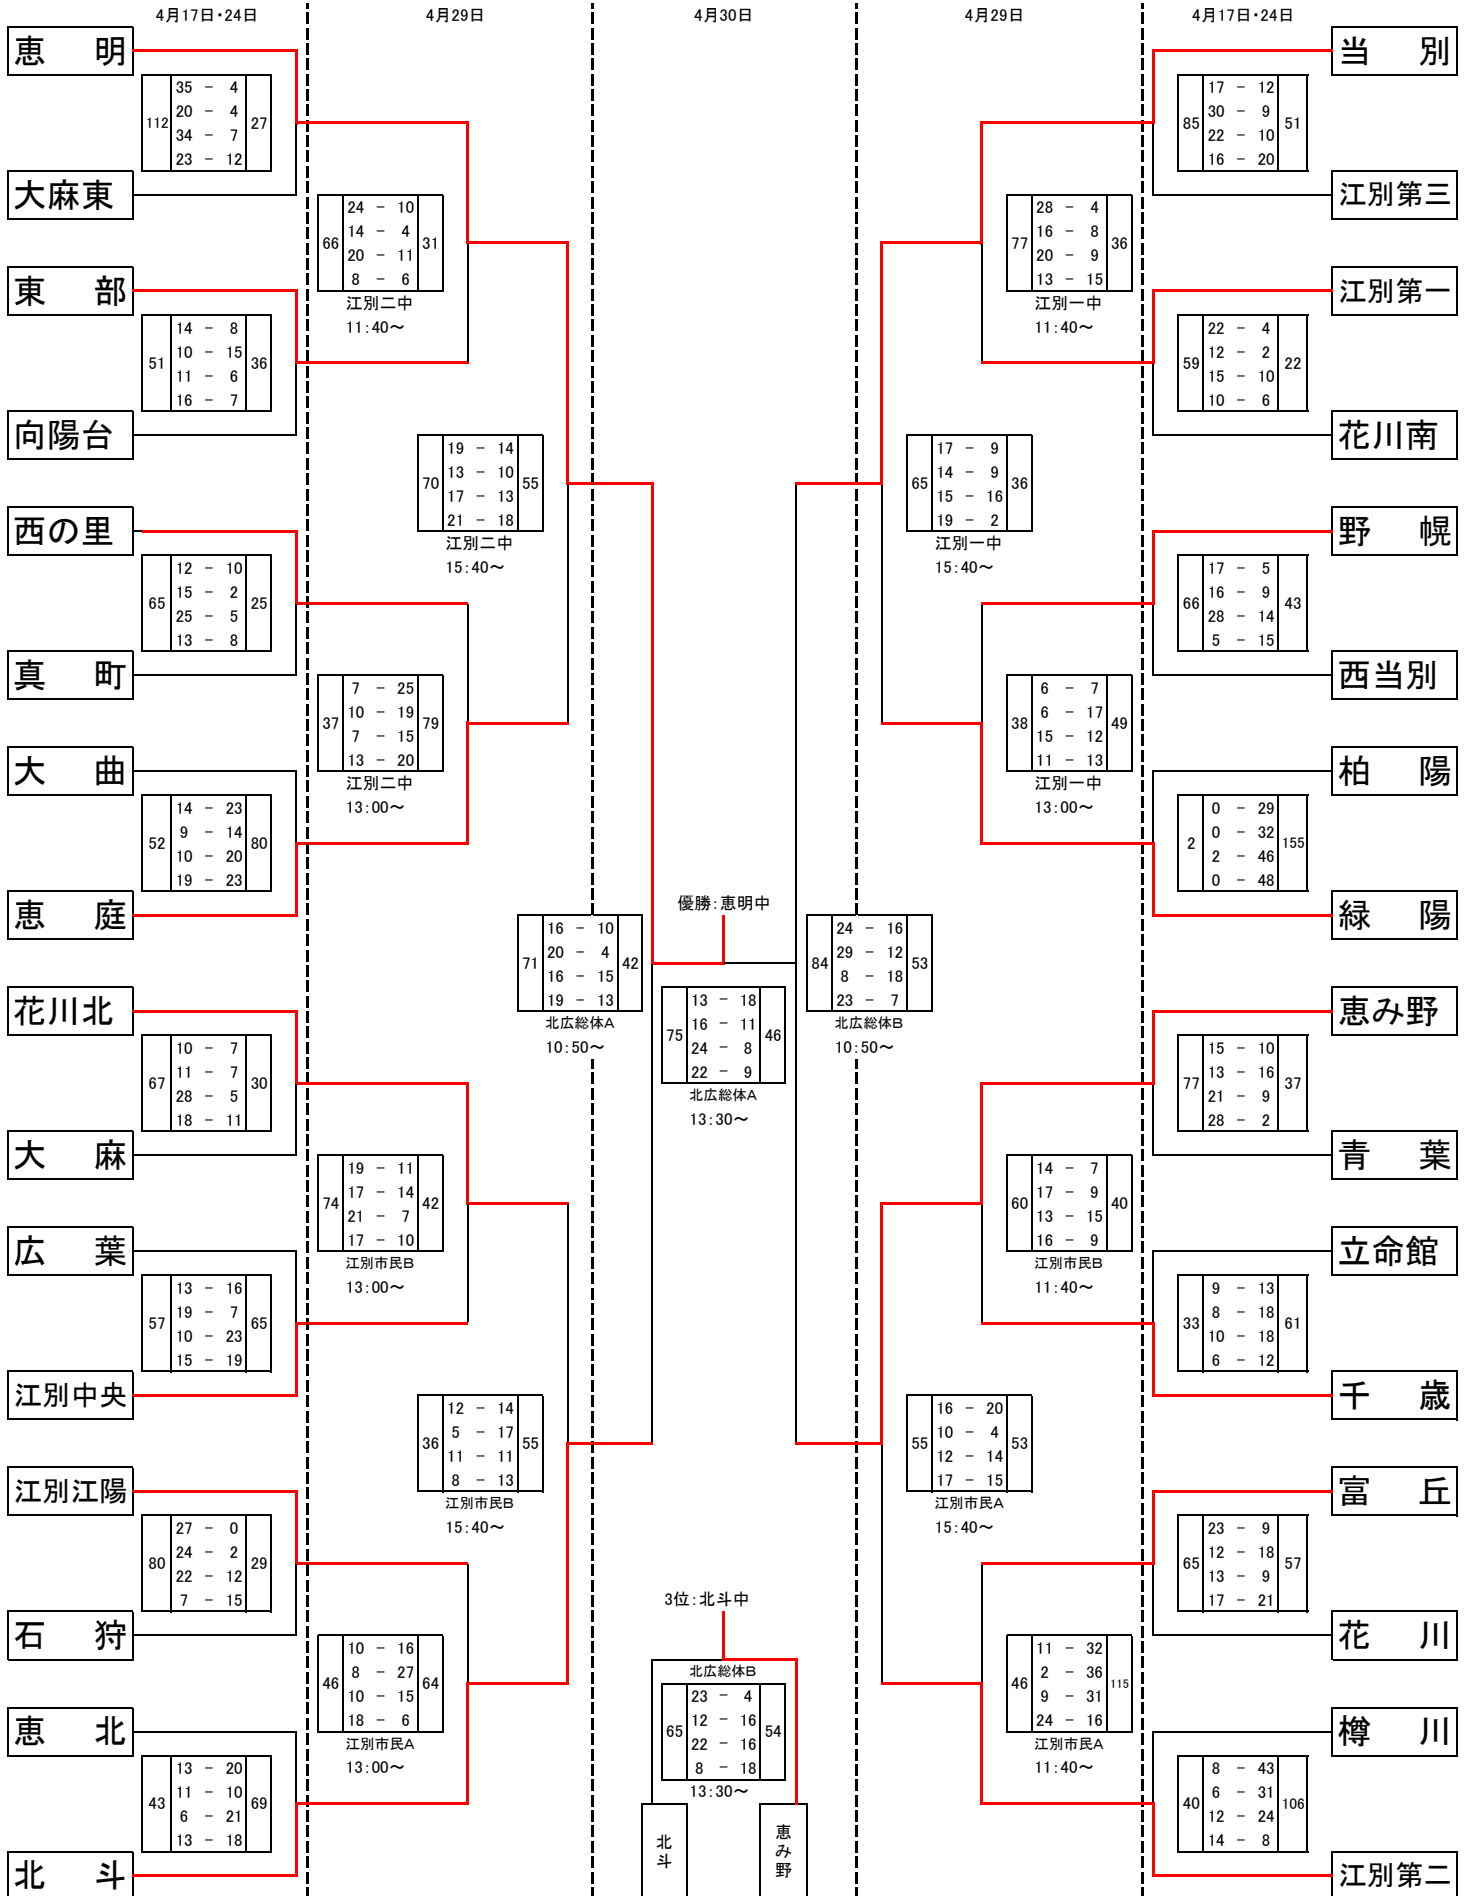 4月17日・24日 4月29日 4月30日 4月29日 4月17日・24日
恵 明
112 27
35 - 4
20 - 4
34 - 7
23 - 12
大麻東
66 31
24 - 10
14 - 4
20 - 11
8 - 6
江別二中
11:40～
東 部
51 36
14 - 8
10 - 15
11 - 6
16 - 7
向陽台
70 55
19 - 14
13 - 10
17 - 13
21 - 18
江別二中
15:40～
西の里
65 25
12 - 10
15 - 2
25 - 5
13 - 8
真 町
37 79
7 - 25
10 - 19
7 - 15
13 - 20
江別二中
13:00～
大 曲
52 80
14 - 23
9 - 14
10 - 20
19 - 23
恵 庭
71 42
16 - 10
20 - 4
16 - 15
19 - 13
北広総体A
10:50～
花川北
67 30
10 - 7
11 - 7
28 - 5
18 - 11
大 麻
74 42
19 - 11
17 - 14
21 - 7
17 - 10
江別市民B
13:00～
広 葉
57 65
13 - 16
19 - 7
10 - 23
15 - 19
江別中央
36 55
12 - 14
5 - 17
11 - 11
8 - 13
江別市民B
15:40～
江別江陽
80 29
27 - 0
24 - 2
22 - 12
7 - 15
石 狩
46 64
10 - 16
8 - 27
10 - 15
18 - 6
江別市民A
13:00～
恵 北
43 69
13 - 20
11 - 10
6 - 21
13 - 18
北 斗
優勝:恵明中
75 46
13 - 18
16 - 11
24 - 8
22 - 9
北広総体A
13:30～
3位:北斗中
北広総体B
65 54
23 - 4
12 - 16
22 - 16
8 - 18
13:30～
北斗
恵み野
当 別
85 51
17 - 12
30 - 9
22 - 10
16 - 20
江別第三
77 36
28 - 4
16 - 8
20 - 9
13 - 15
江別一中
11:40～
江別第一
59 22
22 - 4
12 - 2
15 - 10
10 - 6
花川南
65 36
17 - 9
14 - 9
15 - 16
19 - 2
江別一中
15:40～
野 幌
66 43
17 - 5
16 - 9
28 - 14
5 - 15
西当別
38 49
6 - 7
6 - 17
15 - 12
11 - 13
江別一中
13:00～
柏 陽
2 155
0 - 29
0 - 32
2 - 46
0 - 48
緑 陽
84 53
24 - 16
29 - 12
8 - 18
23 - 7
北広総体B
10:50～
恵み野
77 37
15 - 10
13 - 16
21 - 9
28 - 2
青 葉
60 40
14 - 7
17 - 9
13 - 15
16 - 9
江別市民B
11:40～
立命館
33 61
9 - 13
8 - 18
10 - 18
6 - 12
千 歳
55 53
16 - 20
10 - 4
12 - 14
17 - 15
江別市民A
15:40～
富 丘
65 57
23 - 9
12 - 18
13 - 9
17 - 21
花 川
46 115
11 - 32
2 - 36
9 - 31
24 - 16
江別市民A
11:40～
樽 川
40 106
8 - 43
6 - 31
12 - 24
14 - 8
江別第二